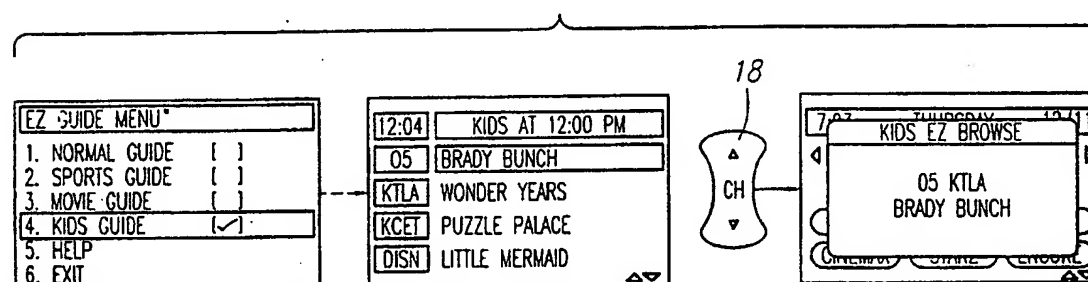 18
EZ GUIDE MENU
1. NORMAL GUIDE [ ]
2. SPORTS GUIDE [ ]
3. MOVIE GUIDE [ ]
4. KIDS GUIDE [✓]
5. HELP
6. EXIT
12:04 KIDS AT 12:00 PM
05 BRADY BUNCH
KTLA WONDER YEARS
KCET PUZZLE PALACE
DISN LITTLE MERMAID
CH
THURSDAY
KIDS EZ BROWSE
05 KTLA
BRADY BUNCH
CINEMAX STARZ ENCORE